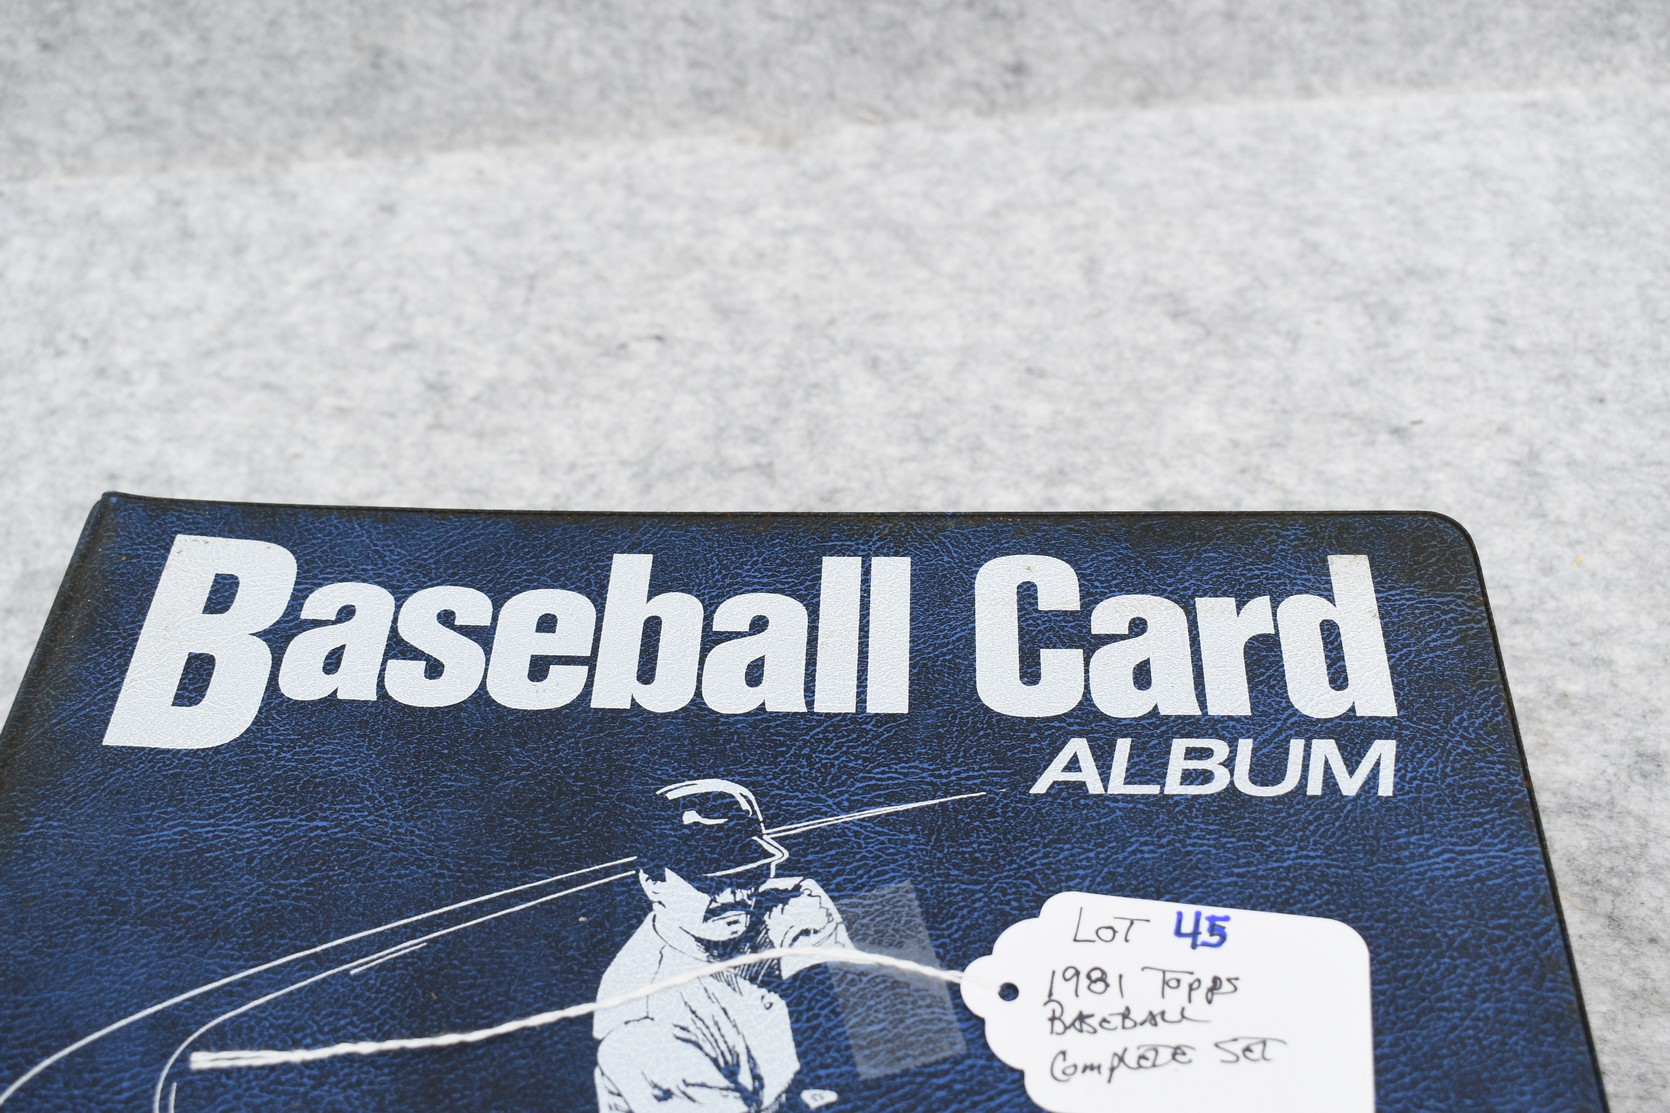 Baseball Card
ALBUM
LOT 45
1981 Topps
BASEBALL
Complete Set